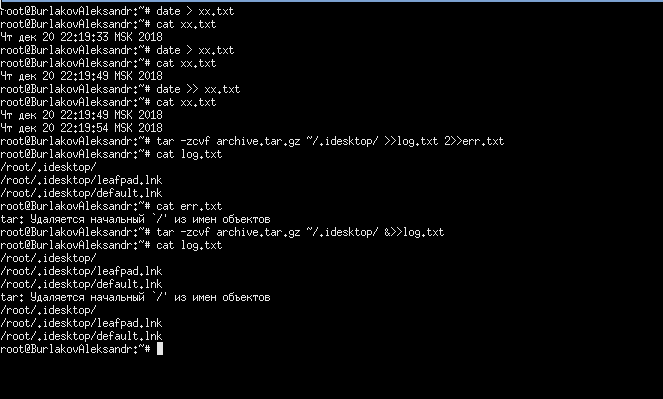 root@BurlakovAleksandr:~# date > xx.txt
root@BurlakovAleksandr:~# cat xx.txt
Чт дек 20 22:19:33 MSK 2018
root@BurlakovAleksandr:~# date > xx.txt
root@BurlakovAleksandr:~# cat xx.txt
Чт дек 20 22:19:49 MSK 2018
root@BurlakovAleksandr:~# date >> xx.txt
root@BurlakovAleksandr:~# cat xx.txt
Чт дек 20 22:19:49 MSK 2018
Чт дек 20 22:19:54 MSK 2018
root@BurlakovAleksandr:~# tar -zcvf archive.tar.gz ~/.idesktop/ >>log.txt 2>>err.txt
root@BurlakovAleksandr:~# cat log.txt
/root/.idesktop/
/root/.idesktop/leafpad.lnk
/root/.idesktop/default.lnk
root@BurlakovAleksandr:~# cat err.txt
tar: Удаляется начальный `/' из имен объектов
root@BurlakovAleksandr:~# tar -zcvf archive.tar.gz ~/.idesktop/ &>>log.txt
root@BurlakovAleksandr:~# cat log.txt
/root/.idesktop/
/root/.idesktop/leafpad.lnk
/root/.idesktop/default.lnk
tar: Удаляется начальный `/' из имен объектов
/root/.idesktop/
/root/.idesktop/leafpad.lnk
/root/.idesktop/default.lnk
root@BurlakovAleksandr:~#